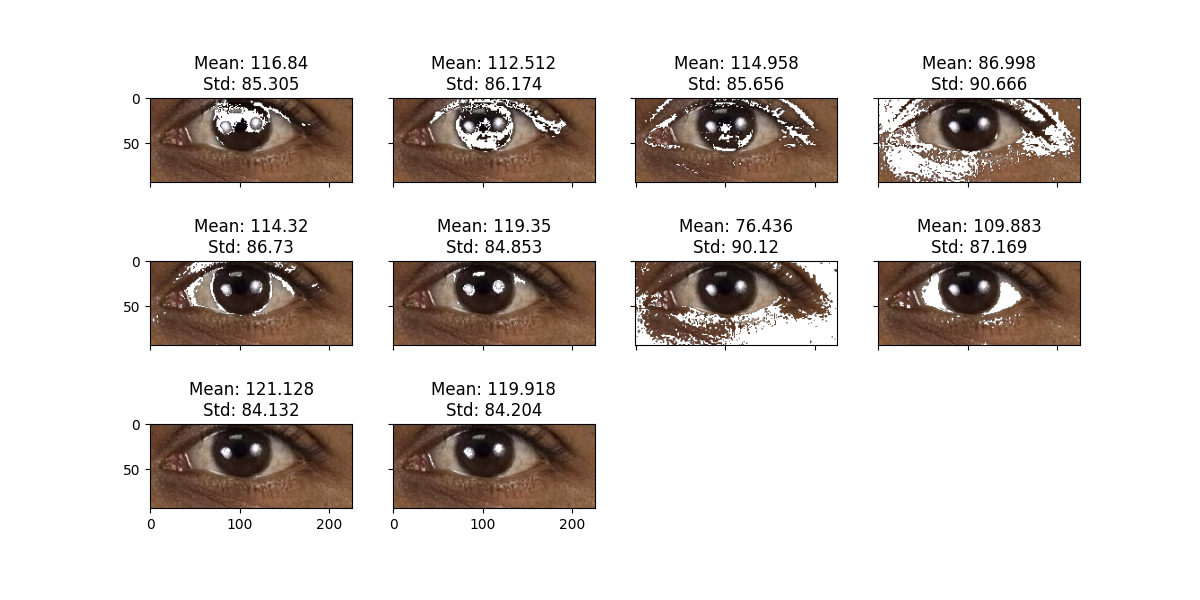 Mean: 116.84
Std: 85.305
Mean: 112.512
Std: 86.174
Mean: 114.958
Std: 85.656
Mean: 86.998
Std: 90.666
0
50
Mean: 114.32
Std: 86.73
Mean: 119.35
Std: 84.853
Mean: 76.436
Std: 90.12
Mean: 109.883
Std: 87.169
0
50
Mean: 121.128
Std: 84.132
Mean: 119.918
Std: 84.204
0
50
0 100 200
0 100 200